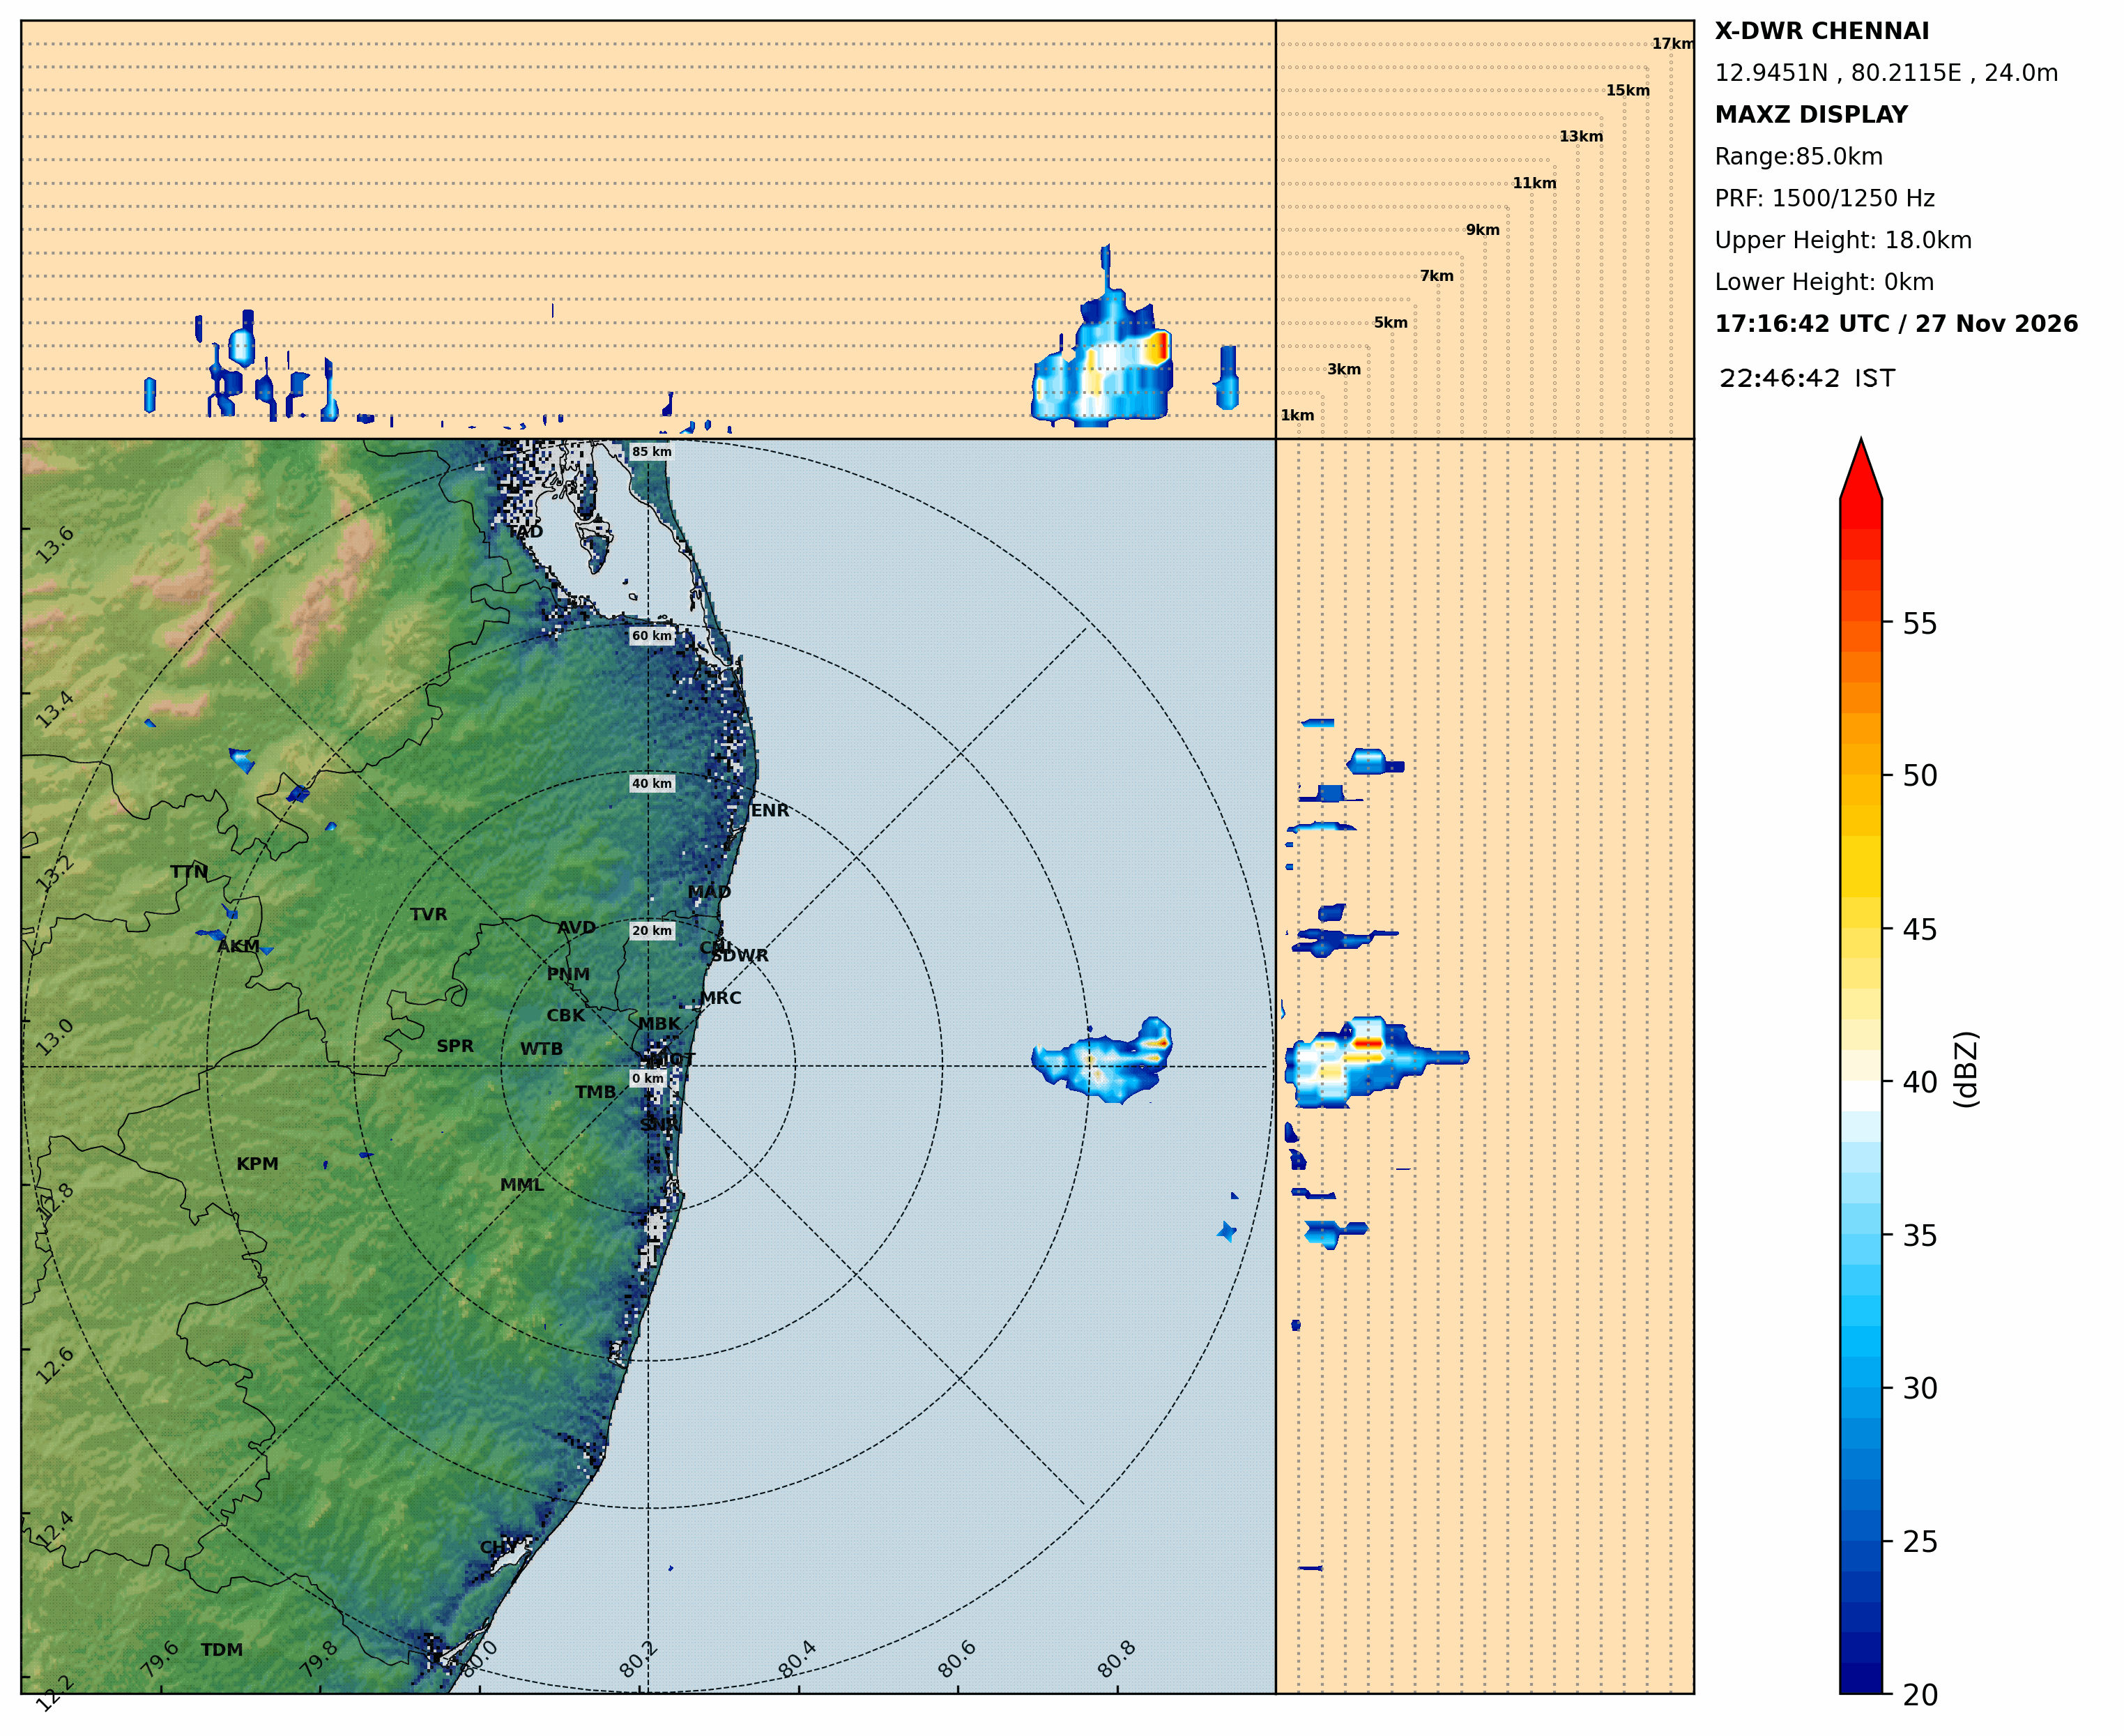 X-DWR CHENNAI
12.9451N , 80.2115E , 24.0m
MAXZ DISPLAY
Range:85.0km
PRF: 1500/1250 Hz
Upper Height: 18.0km
Lower Height: 0km
17:16:42 UTC / 27 Nov 2026
22:46:42 IST
17km
15km
13km
11km
9km
7km
5km
3km
1km
85 km
60 km
40 km
20 km
0 km
TAD
ENR
MAD
TTN
TVR
AVD
AKM
SDWR
PNM
MRC
CBK
MBK
SPR
WTB
TMB
SNR
KPM
MML
CHY
TDM
13.6
13.4
13.2
13.0
12.8
12.6
12.4
12.2
79.6
79.8
80.0
80.2
80.4
80.6
80.8
55
50
45
40
35
30
25
20
(dBZ)